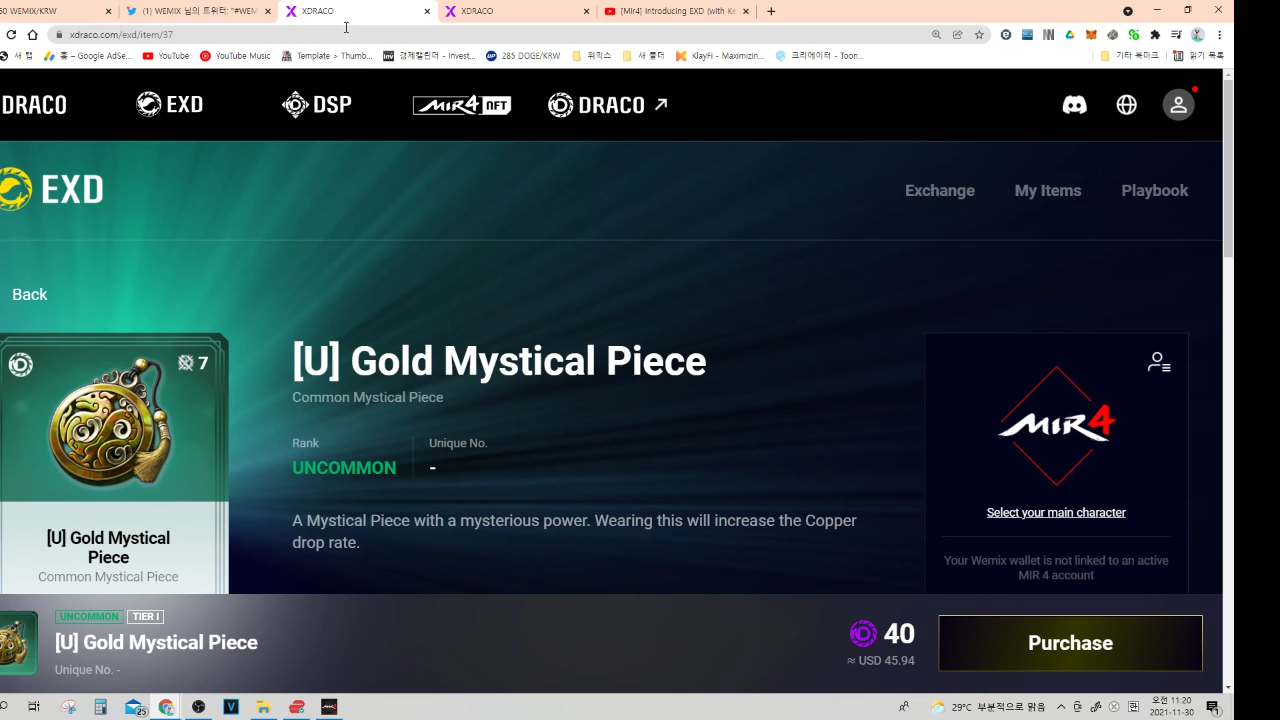 50 WEMIX/KRW
(1) WEMIX 님의 트위터: "#WEM
XDRACO
XDRACO
[Mir4] Introducing EXD (with K
xdraco.com/exd/item/37
새 탭
홈 – Google AdSe...
YouTube
YouTube Music
Template > Thumb...
경제캘린더 - Invest...
285 DOZE/KRW
위믹스
새 폴더
KlayFi - Maximizin...
크리에이터 - Toon...
기타 북마크
읽기 목록
DRACO
EXD
DSP
MIR4 NFT
DRACO
EXD
Exchange
My Items
Playbook
Back
7
[U] Gold Mystical
Piece
Common Mystical Piece
[U] Gold Mystical Piece
Common Mystical Piece
Rank
Unique No.
UNCOMMON
-
A Mystical Piece with a mysterious power. Wearing this will increase the Copper
drop rate.
MIR4
Select your main character
Your Wemix wallet is not linked to an active
MIR 4 account
UNCOMMON TIER I
[U] Gold Mystical Piece
Unique No. -
40
≈ USD 45.94
Purchase
25
29°C 부분적으로 맑음
오전 11:20
2021-11-30